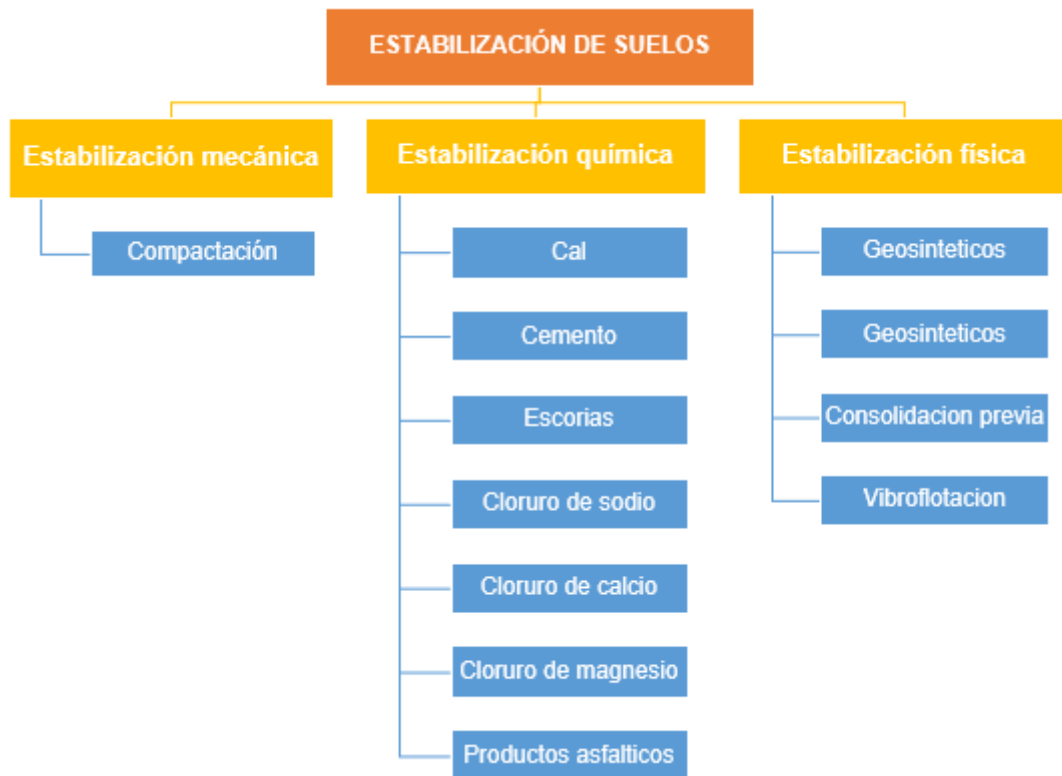 ESTABILIZACIÓN DE SUELOS
Estabilización mecánica
Compactación
Estabilización química
Cal
Cemento
Escorias
Cloruro de sodio
Cloruro de calcio
Cloruro de magnesio
Productos asfalticos
Estabilización física
Geosinteticos
Geosinteticos
Consolidacion previa
Vibroflotacion